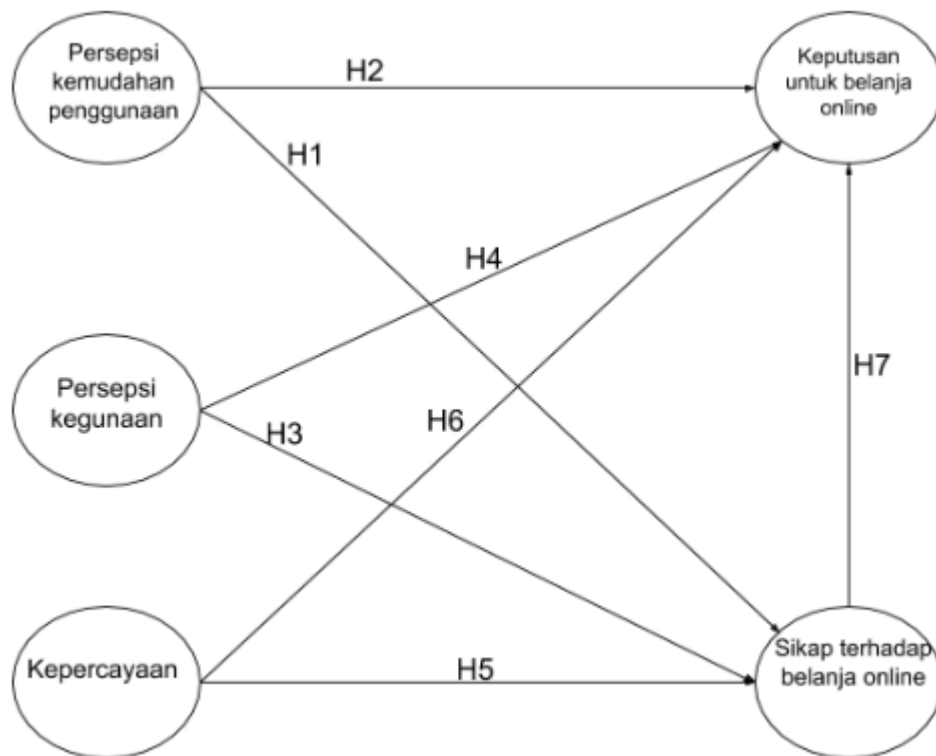 Persepsi
kemudahan
penggunaan
H2
Keputusan
untuk belanja
online
H1
H4
Persepsi
kegunaan
H3
H6
H7
Kepercayaan
H5
Sikap terhadap
belanja online